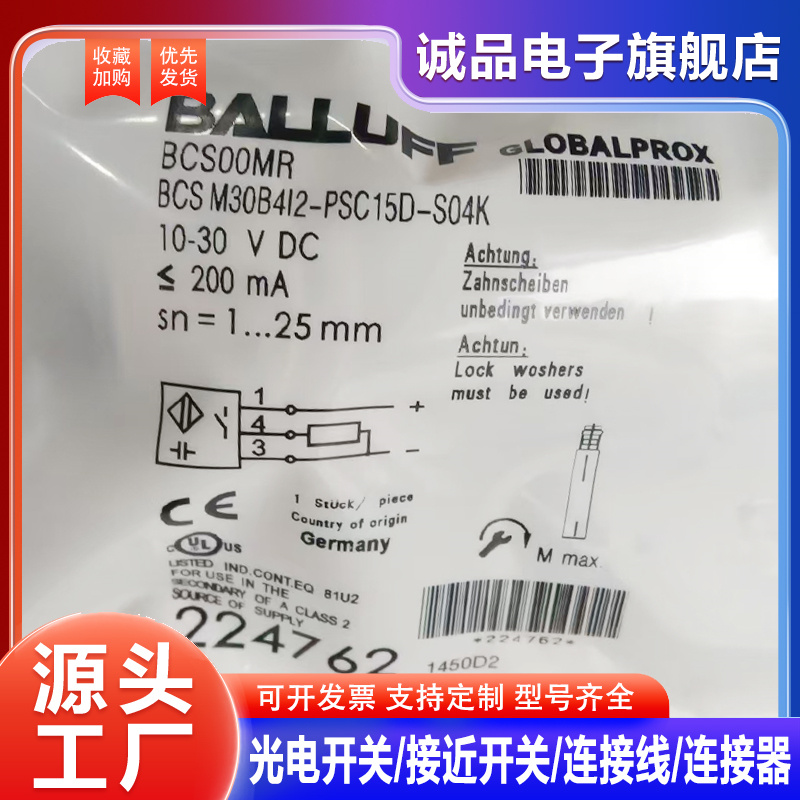 收藏
加购
优先
发货
诚品电子旗舰店
BALLUFF
GLOBALPROX
BCS00MR
BCS M30B4I2-PSC15D-S04K
10-30 V DC
≤ 200 mA
sn = 1...25 mm
Achtung:
Zahnscheiben
unbedingt verwenden !
Achtun:
Lock woshers
must be used!
1
4
3
+
−
1 Stück/ piece
Country of origin
Germany
CE
c UL US
LISTED IND.CONT.EQ 81U2
FOR USE IN THE
SECONDARY OF A CLASS 2
SOURCE OF SUPPLY
M max.
224762
*224762*
1450D2
源头
工厂
可开发票 支持定制 型号齐全
光电开关/接近开关/连接线/连接器